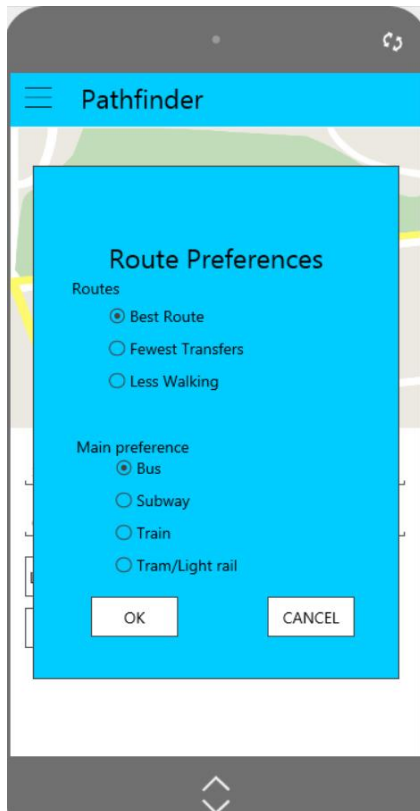 Pathfinder
Route Preferences
Routes
Best Route
Fewest Transfers
Less Walking
Main preference
Bus
Subway
Train
Tram/Light rail
OK
CANCEL